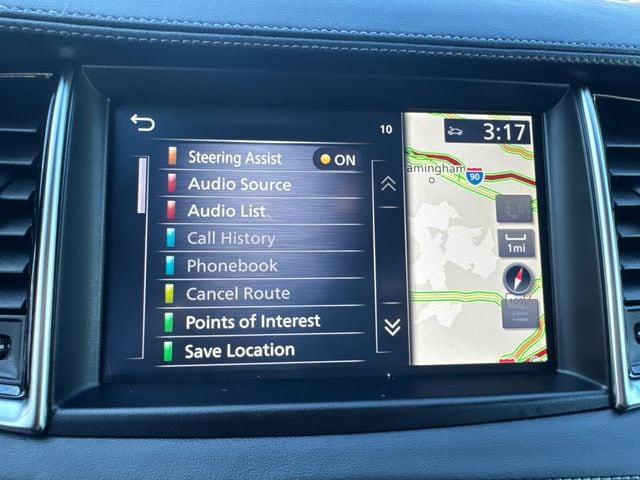 10
3:17
Steering Assist ON
Audio Source
Audio List
Call History
Phonebook
Cancel Route
Points of Interest
Save Location
amingham
90
1mi